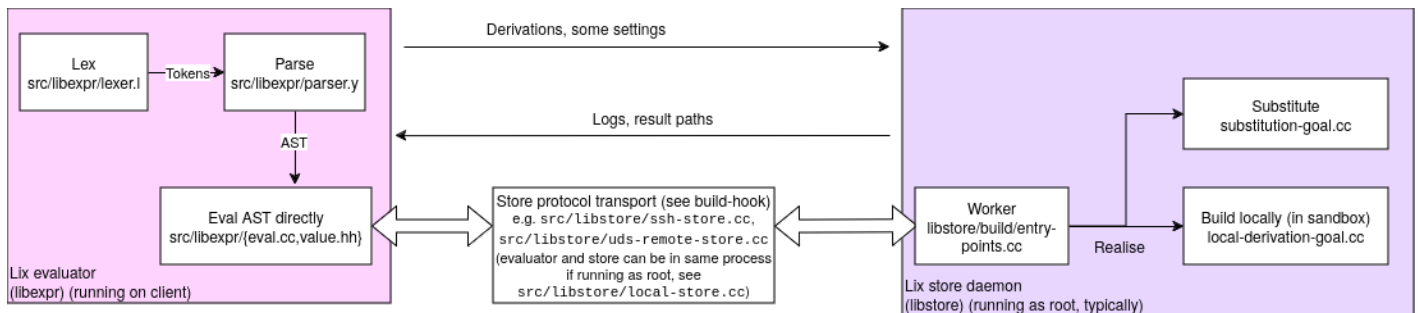 Lex
src/libexpr/lexer.l
Tokens
Parse
src/libexpr/parser.y
AST
Eval AST directly
src/libexpr/{eval.cc,value.hh}
Lix evaluator
(libexpr) (running on client)
Derivations, some settings
Logs, result paths
Store protocol transport (see build-hook)
e.g. src/libstore/ssh-store.cc,
src/libstore/uds-remote-store.cc
(evaluator and store can be in same process
if running as root, see
src/libstore/local-store.cc)
Worker
libstore/build/entry-
points.cc
Realise
Substitute
substitution-goal.cc
Build locally (in sandbox)
local-derivation-goal.cc
Lix store daemon
(libstore) (running as root, typically)